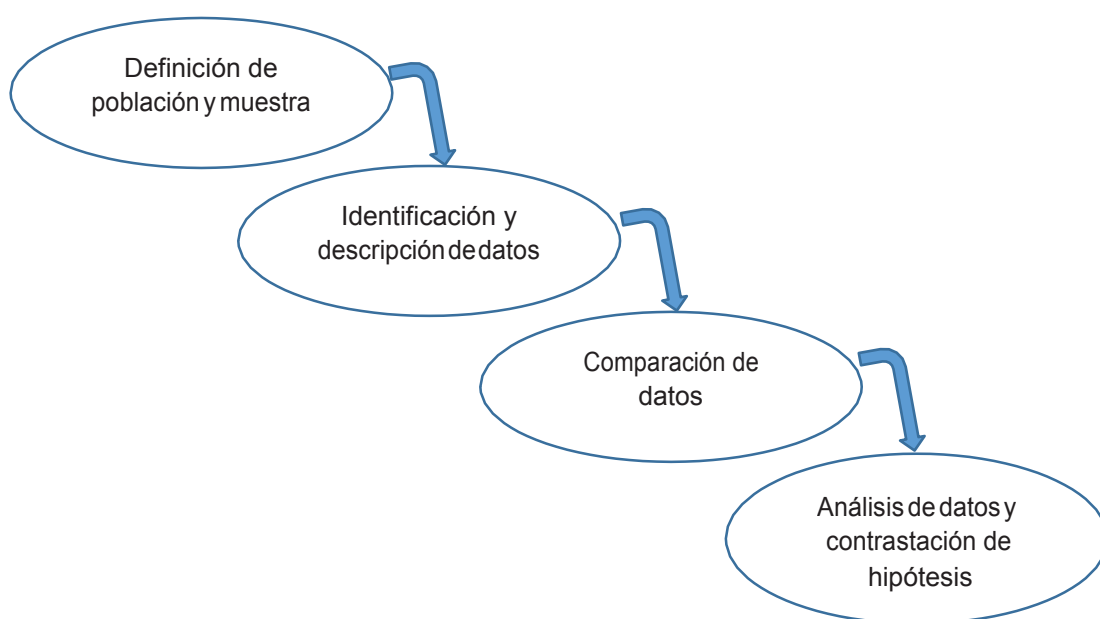 Definición de
población y muestra
Identificación y
descripción de datos
Comparación de
datos
Análisis de datos y
contrastación de
hipótesis